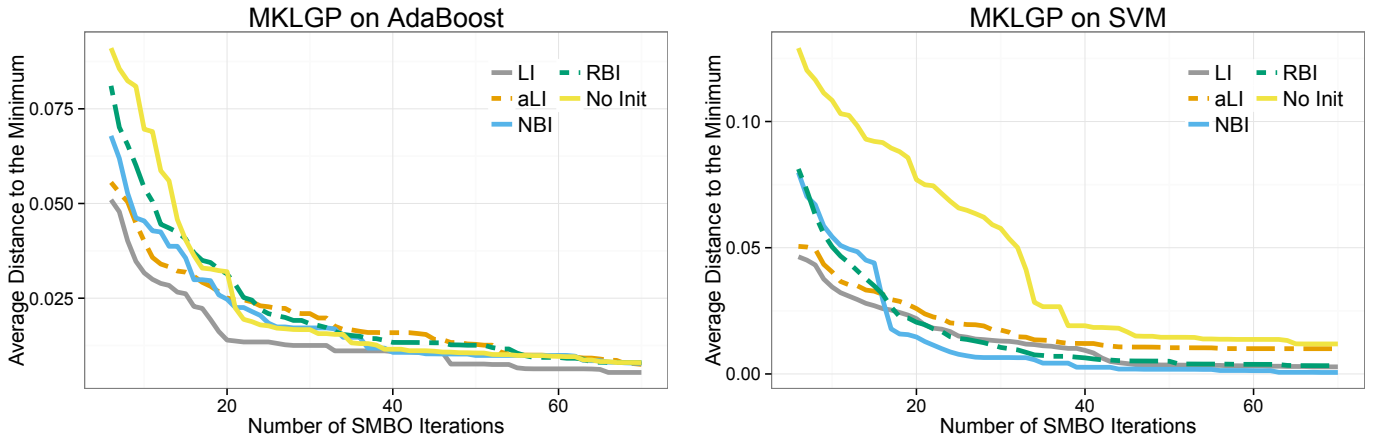 MKLGP on AdaBoost
Average Distance to the Minimum
0.075
0.050
0.025
LI
aLI
NBI
RBI
No Init
20
40
60
Number of SMBO Iterations
MKLGP on SVM
Average Distance to the Minimum
0.10
0.05
0.00
LI
aLI
NBI
RBI
No Init
20
40
60
Number of SMBO Iterations